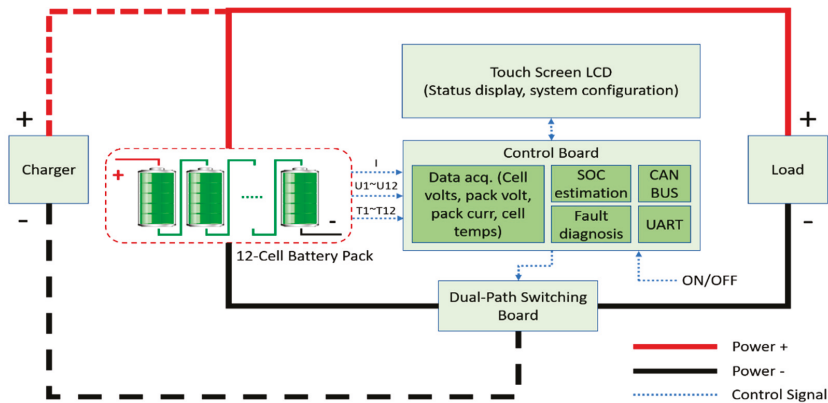 Touch Screen LCD
(Status display, system configuration)
+
Charger
-
+
-
12-Cell Battery Pack
I
U1~U12
T1~T12
Control Board
Data acq. (Cell
volts, pack volt,
pack curr, cell
temps)
SOC
estimation
CAN
BUS
Fault
diagnosis
UART
+
Load
-
ON/OFF
Dual-Path Switching
Board
Power +
Power -
Control Signal